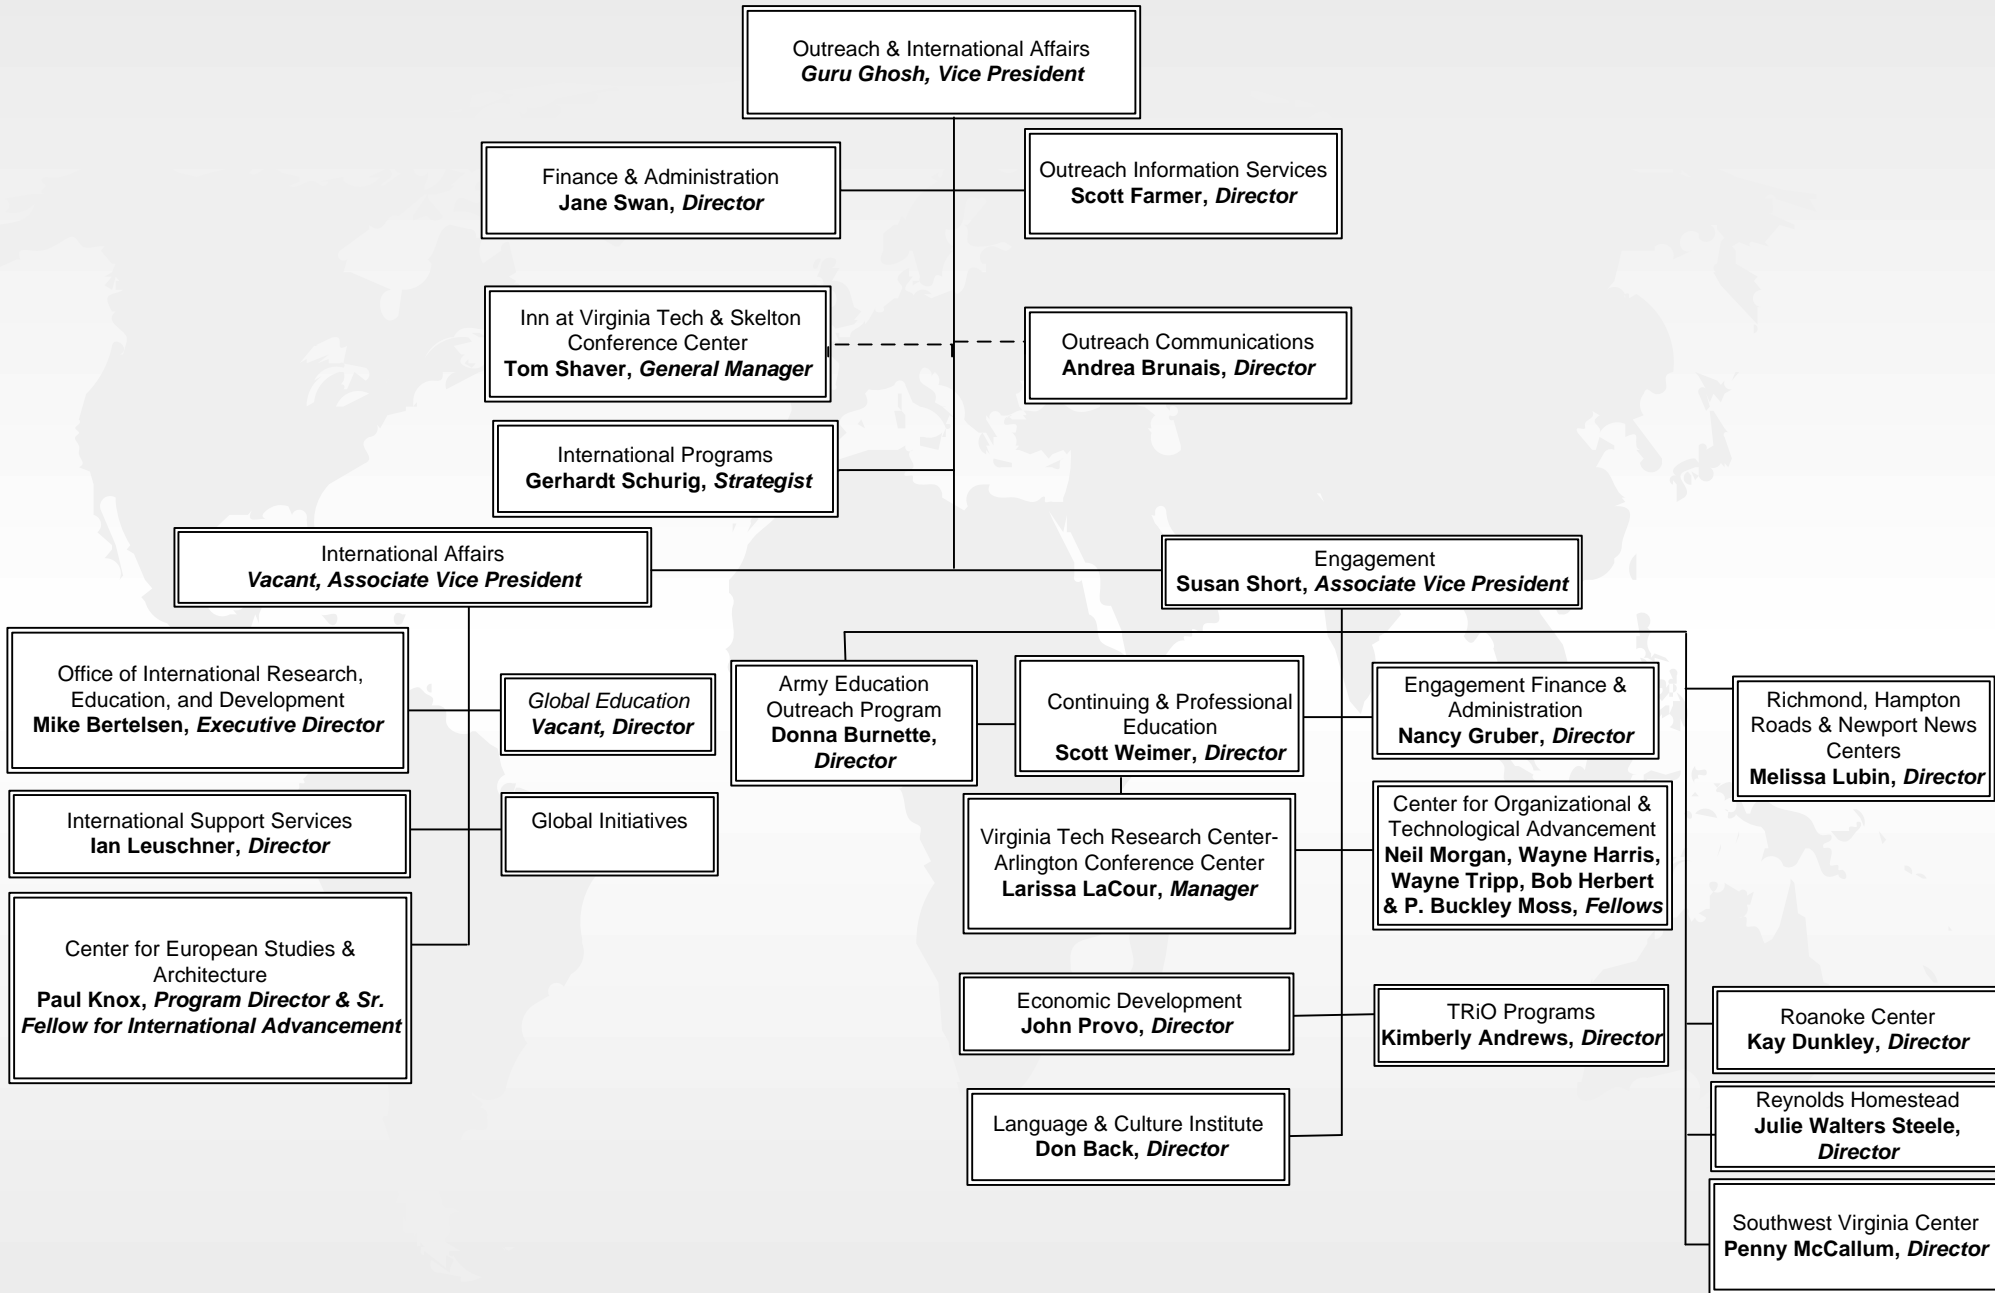 Outreach & International Affairs
Guru Ghosh, Vice President
Finance & Administration
Jane Swan, Director
Outreach Information Services
Scott Farmer, Director
Inn at Virginia Tech & Skelton
Conference Center
Tom Shaver, General Manager
Outreach Communications
Andrea Brunais, Director
International Programs
Gerhardt Schurig, Strategist
International Affairs
Vacant, Associate Vice President
Engagement
Susan Short, Associate Vice President
Office of International Research,
Education, and Development
Mike Bertelsen, Executive Director
Global Education
Vacant, Director
Army Education
Outreach Program
Donna Burnette,
Director
Continuing & Professional
Education
Scott Weimer, Director
Engagement Finance &
Administration
Nancy Gruber, Director
Richmond, Hampton
Roads & Newport News
Centers
Melissa Lubin, Director
International Support Services
Ian Leuschner, Director
Global Initiatives
Virginia Tech Research Center-
Arlington Conference Center
Larissa LaCour, Manager
Center for Organizational &
Technological Advancement
Neil Morgan, Wayne Harris,
Wayne Tripp, Bob Herbert
& P. Buckley Moss, Fellows
Center for European Studies &
Architecture
Paul Knox, Program Director & Sr.
Fellow for International Advancement
Economic Development
John Provo, Director
TRiO Programs
Kimberly Andrews, Director
Roanoke Center
Kay Dunkley, Director
Language & Culture Institute
Don Back, Director
Reynolds Homestead
Julie Walters Steele,
Director
Southwest Virginia Center
Penny McCallum, Director